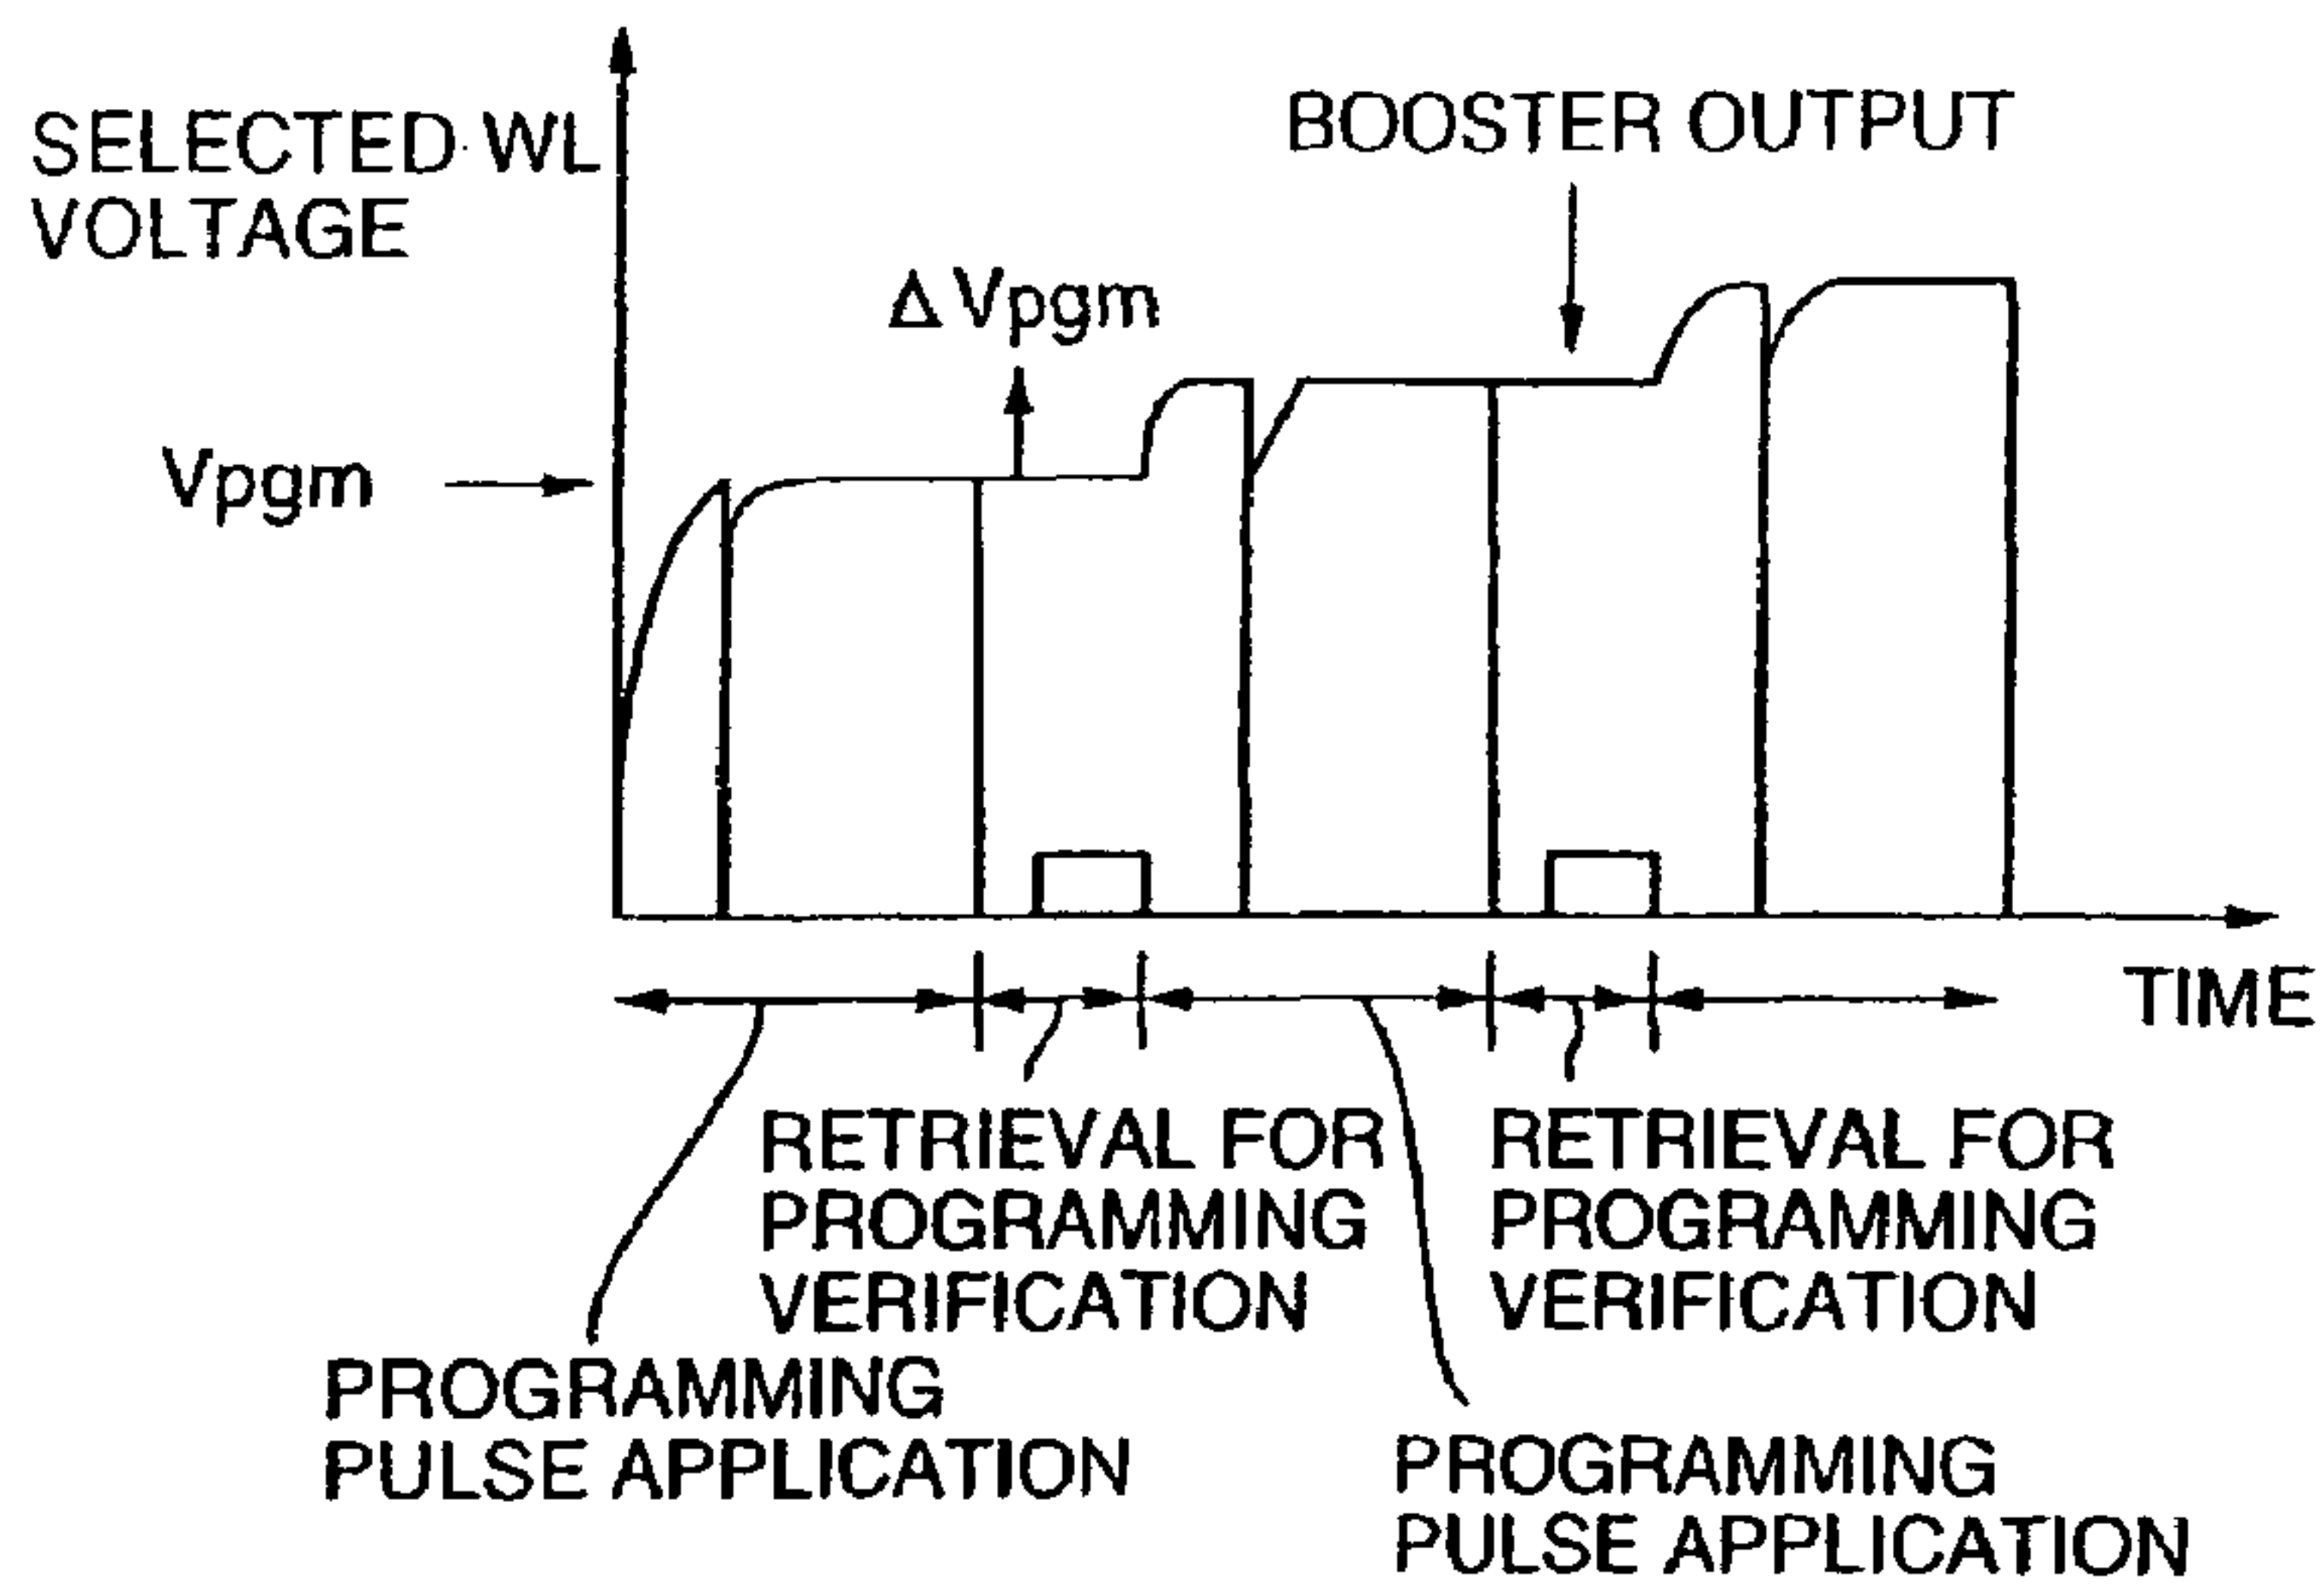 SELECTED WL
VOLTAGE
BOOSTER OUTPUT
Δ Vpgm
Vpgm
TIME
RETRIEVAL FOR
PROGRAMMING
VERIFICATION
RETRIEVAL FOR
PROGRAMMING
VERIFICATION
PROGRAMMING
PULSE APPLICATION
PROGRAMMING
PULSE APPLICATION